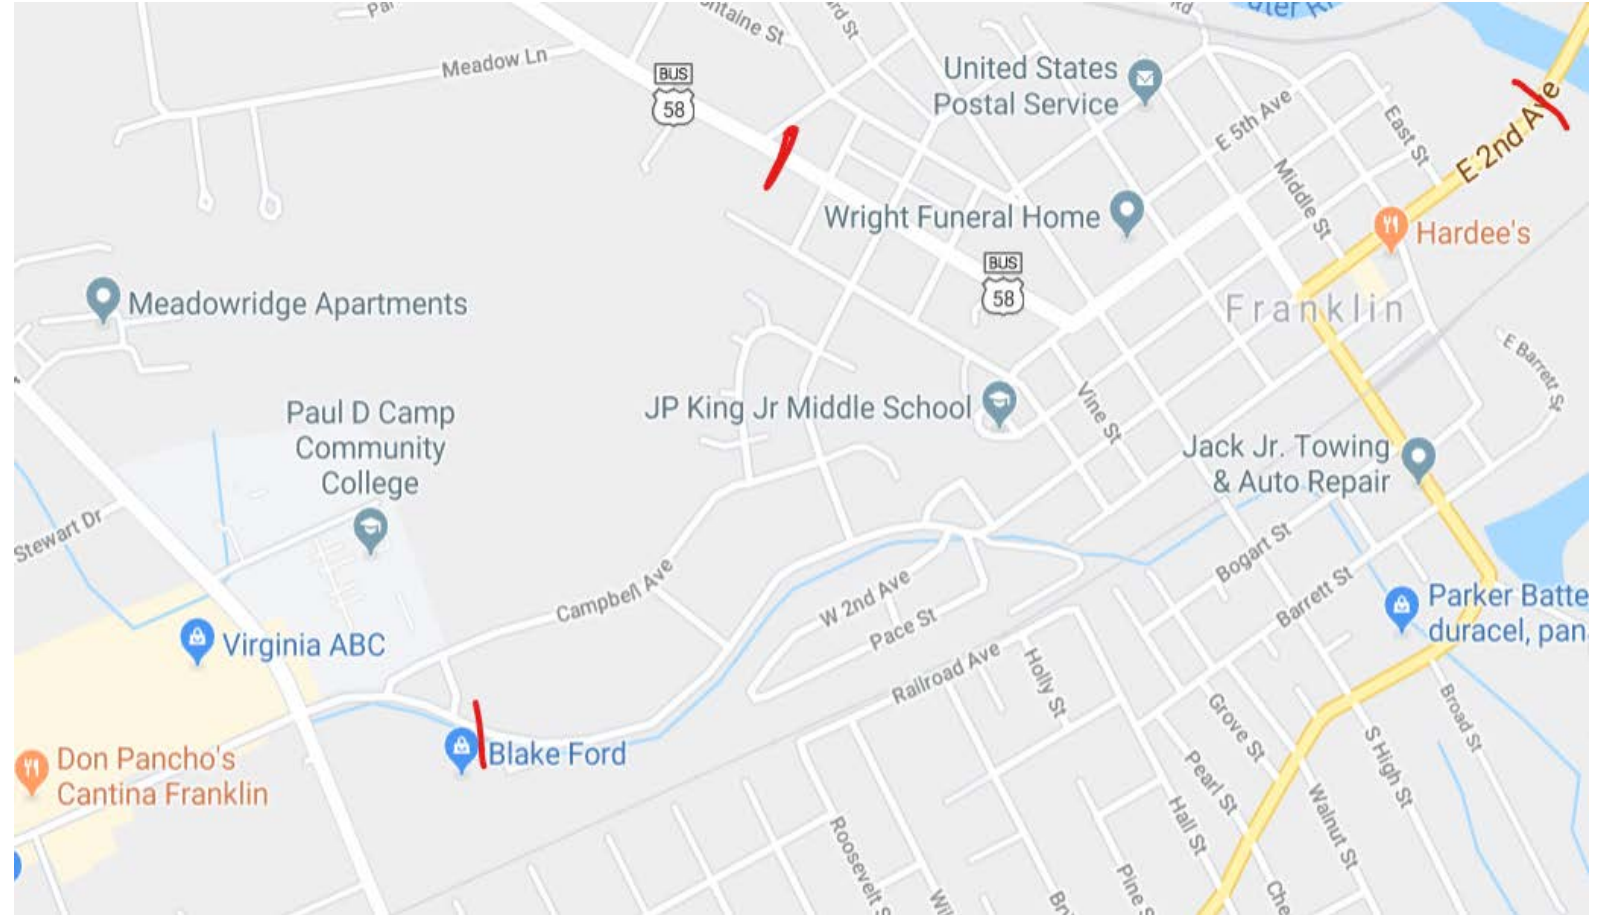 Meadow Ln
ntaine St
BUS
58
United States
Postal Service
E 5th Ave
East St
Middle St
E 2nd Ave
Hardee's
Wright Funeral Home
BUS
58
Franklin
E Barrett St
Meadowridge Apartments
Paul D Camp
Community
College
JP King Jr Middle School
Vine St
Jack Jr. Towing
& Auto Repair
Stewart Dr
Campbell Ave
W 2nd Ave
Pace St
Bogart St
Barrett St
Parker Batte
duracel, pan
Virginia ABC
Railroad Ave
Holly St
Grove St
Broad St
S High St
Blake Ford
Don Pancho's
Cantina Franklin
Pearl St
Hall St
Walnut St
Roosevelt S
Pine S
Che